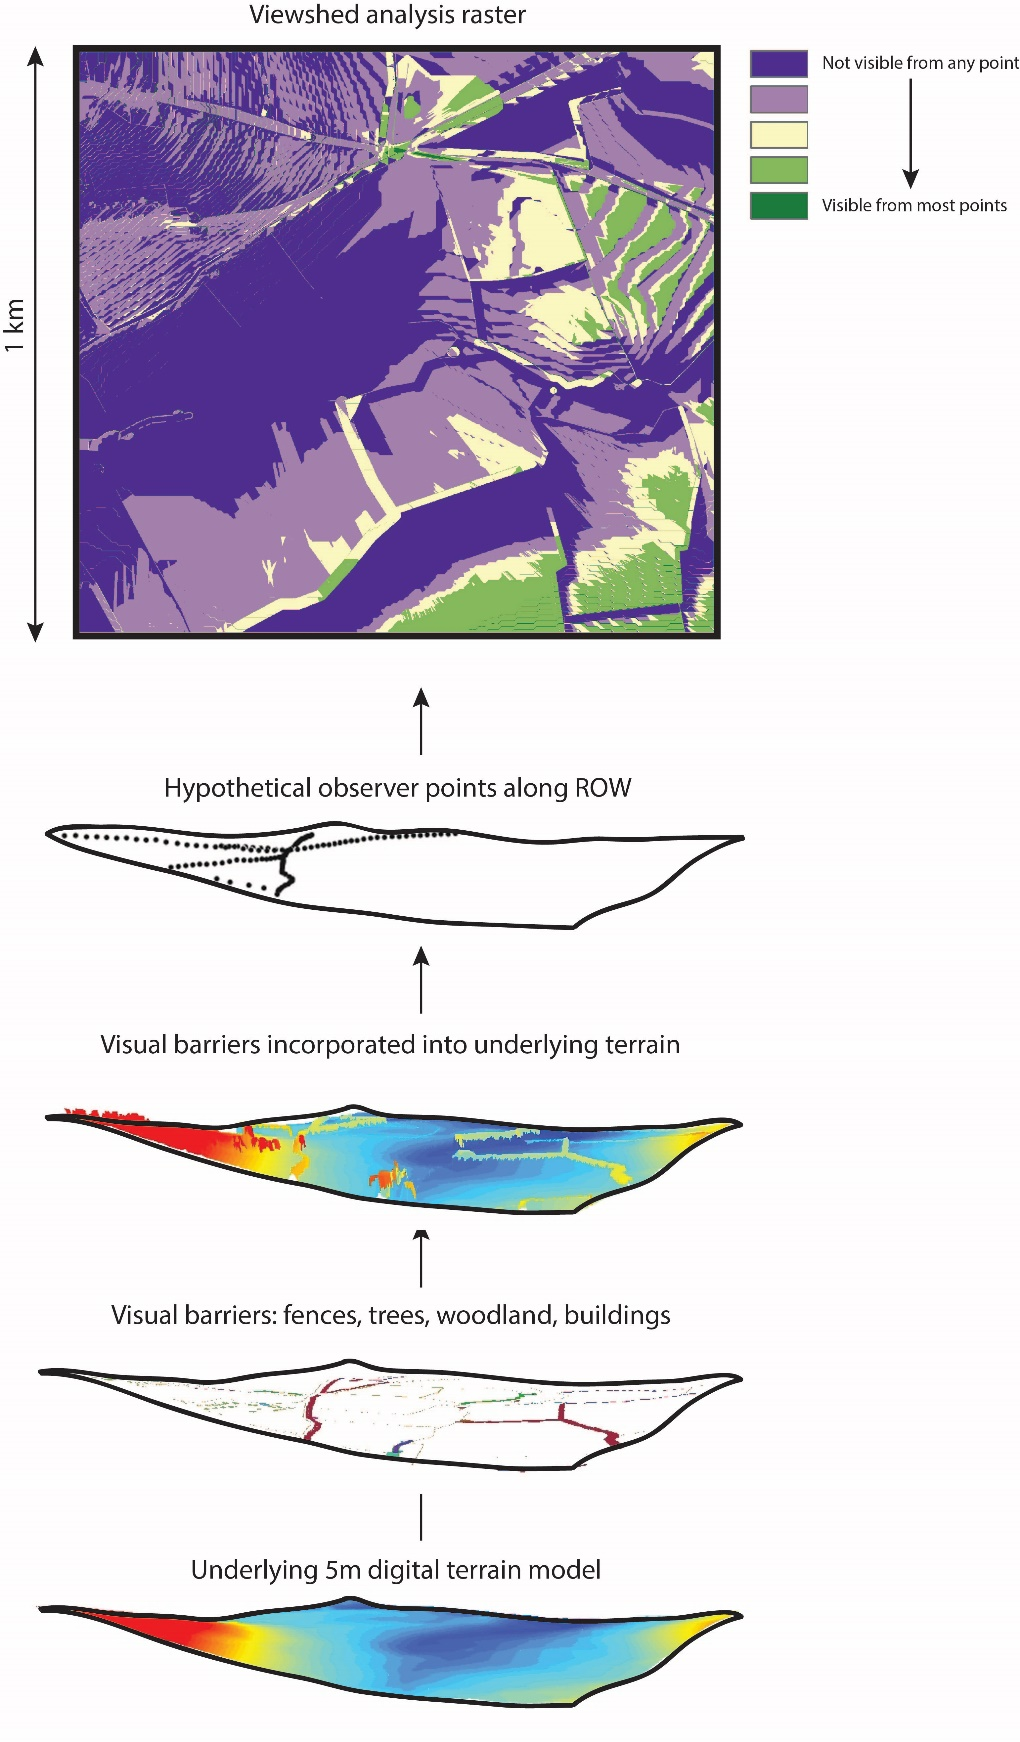 Viewshed analysis raster
Not visible from any point
Visible from most points
1 km
Hypothetical observer points along ROW
Visual barriers incorporated into underlying terrain
Visual barriers: fences, trees, woodland, buildings
Underlying 5m digital terrain model